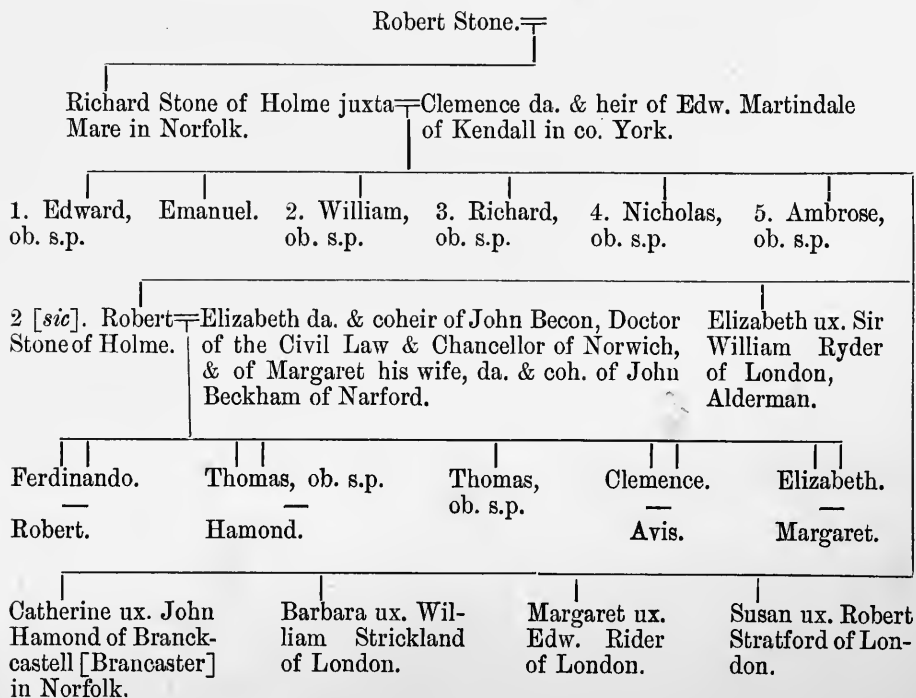 Robert Stone.
Richard Stone of Holme juxta Clemence da. & heir of Edw. Martindale
Mare in Norfolk. of Kendall in co. York.
1. Edward, Emanuel. 2. William, 3. Richard, 4. Nicholas, 5. Ambrose,
ob. s.p. ob. s.p. ob. s.p. ob. s.p. ob. s.p.
2 [sic]. Robert Elizabeth da. & coheir of John Becon, Doctor Elizabeth ux. Sir
Stone of Holme. of the Civil Law & Chancellor of Norwich, William Ryder
& of Margaret his wife, da. & coh. of John of London,
Beckham of Narford. Alderman.
Ferdinando. Thomas, ob. s.p. Thomas, Clemence. Elizabeth.
ob. s.p.
Robert. Hamond. Avis. Margaret.
Catherine ux. John Barbara ux. Wil- Margaret ux. Susan ux. Robert
Hamond of Branck- liam Strickland Edw. Rider Stratford of Lon-
castell [Brancaster] of London. of London. don.
in Norfolk.